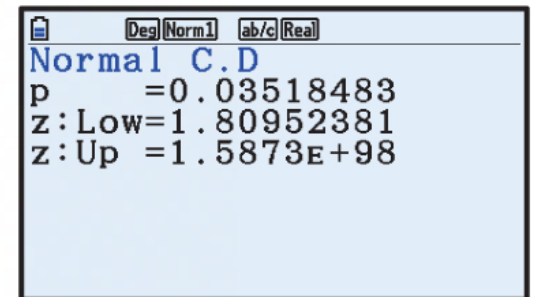 Deg Norm1 ab/c Real
Normal C.D
p =0.03518483
z:Low=1.80952381
z:Up =1.5873E+98